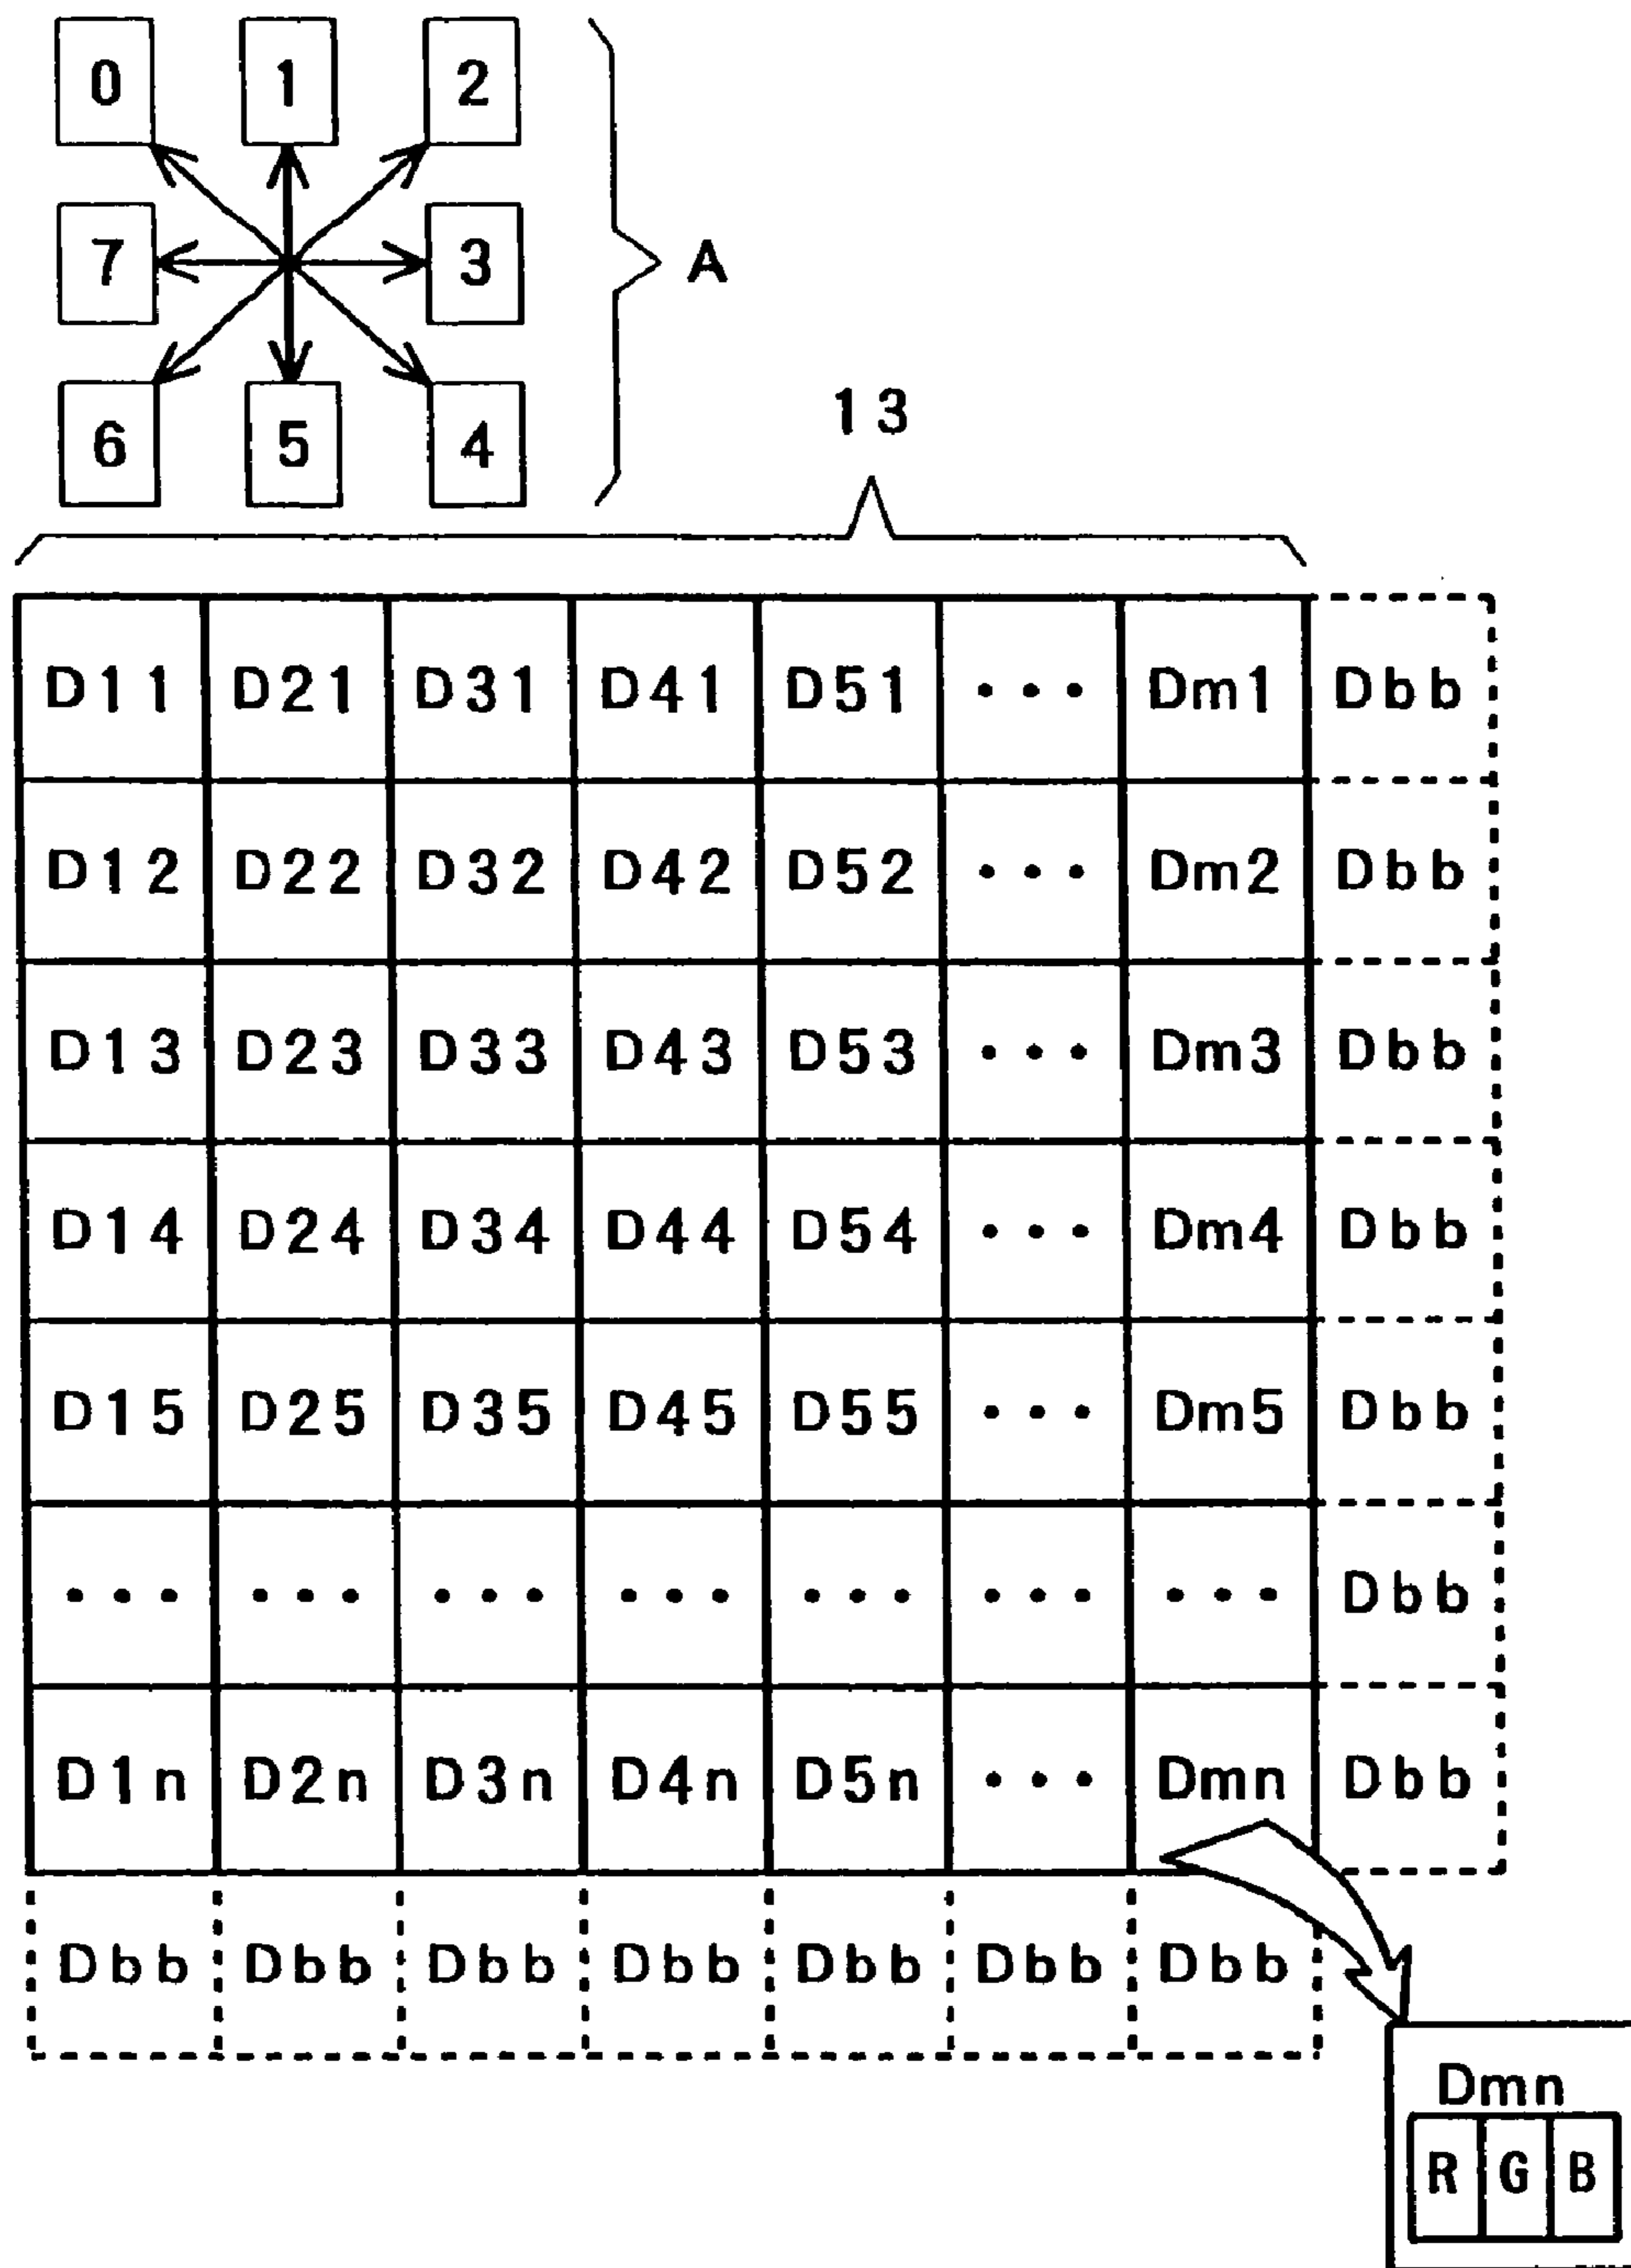 0 1 2
7 3 A
6 5 4
13
D11 D21 D31 D41 D51 ... Dm1 Dbb
D12 D22 D32 D42 D52 ... Dm2 Dbb
D13 D23 D33 D43 D53 ... Dm3 Dbb
D14 D24 D34 D44 D54 ... Dm4 Dbb
D15 D25 D35 D45 D55 ... Dm5 Dbb
... ... ... ... ... ... ... Dbb
D1n D2n D3n D4n D5n ... Dmn Dbb
Dbb Dbb Dbb Dbb Dbb Dbb Dbb
Dmn
R G B